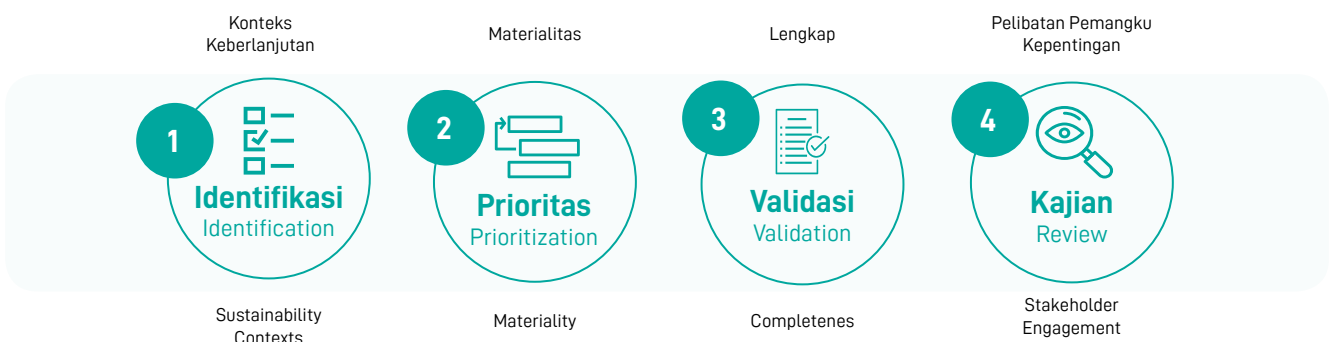 Konteks
Keberlanjutan
Materialitas
Lengkap
Pelibatan Pemangku
Kepentingan
1
Identifikasi
Identification
2
Prioritas
Prioritization
3
Validasi
Validation
4
Kajian
Review
Sustainability
Contexts
Materiality
Completenes
Stakeholder
Engagement